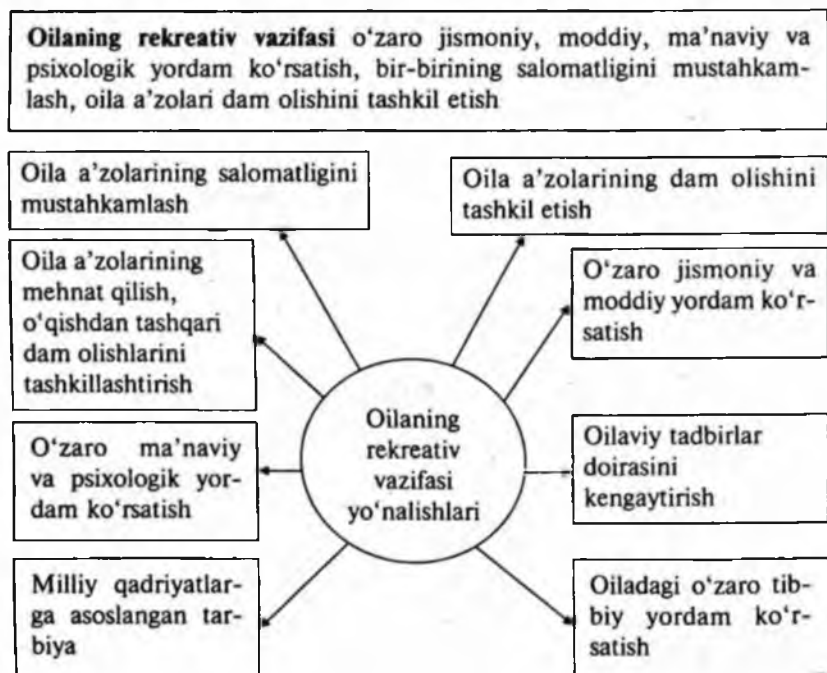 Oilaning rekreativ vazifasi o‘zaro jismoniy, moddiy, ma’naviy va
psixologik yordam ko‘rsatish, bir-birining salomatligini mustahkam-
lash, oila a’zolari dam olishini tashkil etish
Oila a’zolarining salomatligini
mustahkamlash
Oila a’zolarining dam olishini
tashkil etish
Oila a’zolarining
mehnat qilish,
o‘qishdan tashqari
dam olishlarini
tashkillashtirish
O‘zaro jismoniy va
moddiy yordam ko‘r-
satish
Oilaning
rekreativ
vazifasi
yo‘nalishlari
O‘zaro ma’naviy
va psixologik yor-
dam ko‘rsatish
Oilaviy tadbirlar
doirasini
kengaytirish
Milliy qadriyatlar-
ga asoslangan tar-
biya
Oiladagi o‘zaro tib-
biy yordam ko‘r-
satish